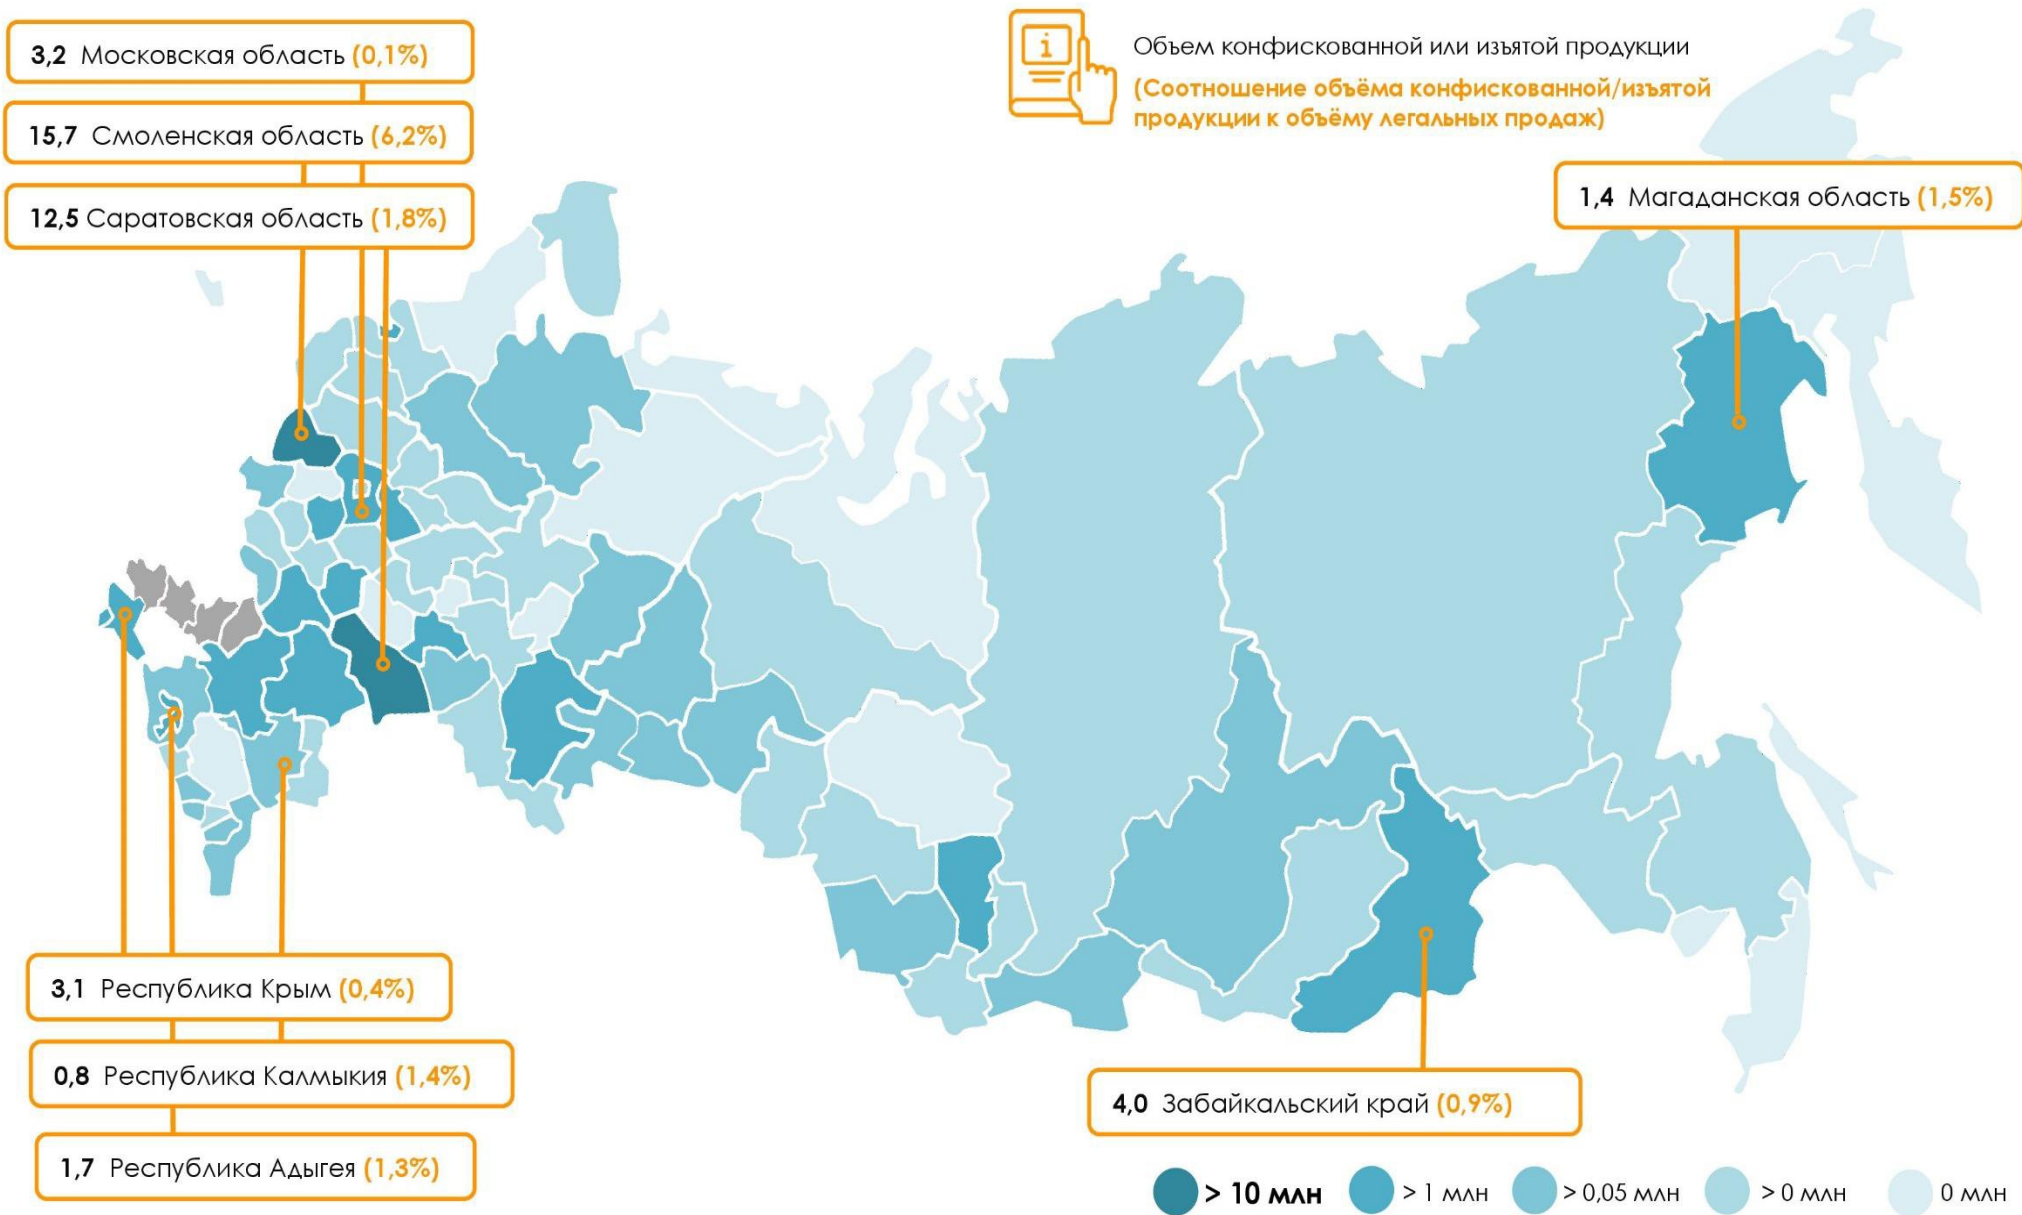 3,2 Московская область (0,1%)
15,7 Смоленская область (6,2%)
12,5 Саратовская область (1,8%)
i
Объем конфискованной или изъятой продукции
(Соотношение объёма конфискованной/изъятой
продукции к объёму легальных продаж)
1,4 Магаданская область (1,5%)
3,1 Республика Крым (0,4%)
0,8 Республика Калмыкия (1,4%)
1,7 Республика Адыгея (1,3%)
4,0 Забайкальский край (0,9%)
> 10 млн > 1 млн > 0,05 млн > 0 млн 0 млн